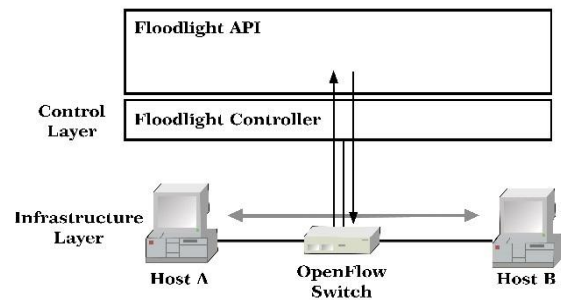 Floodlight API
Control
Layer
Floodlight Controller
Infrastructure
Layer
Host A
OpenFlow
Switch
Host B